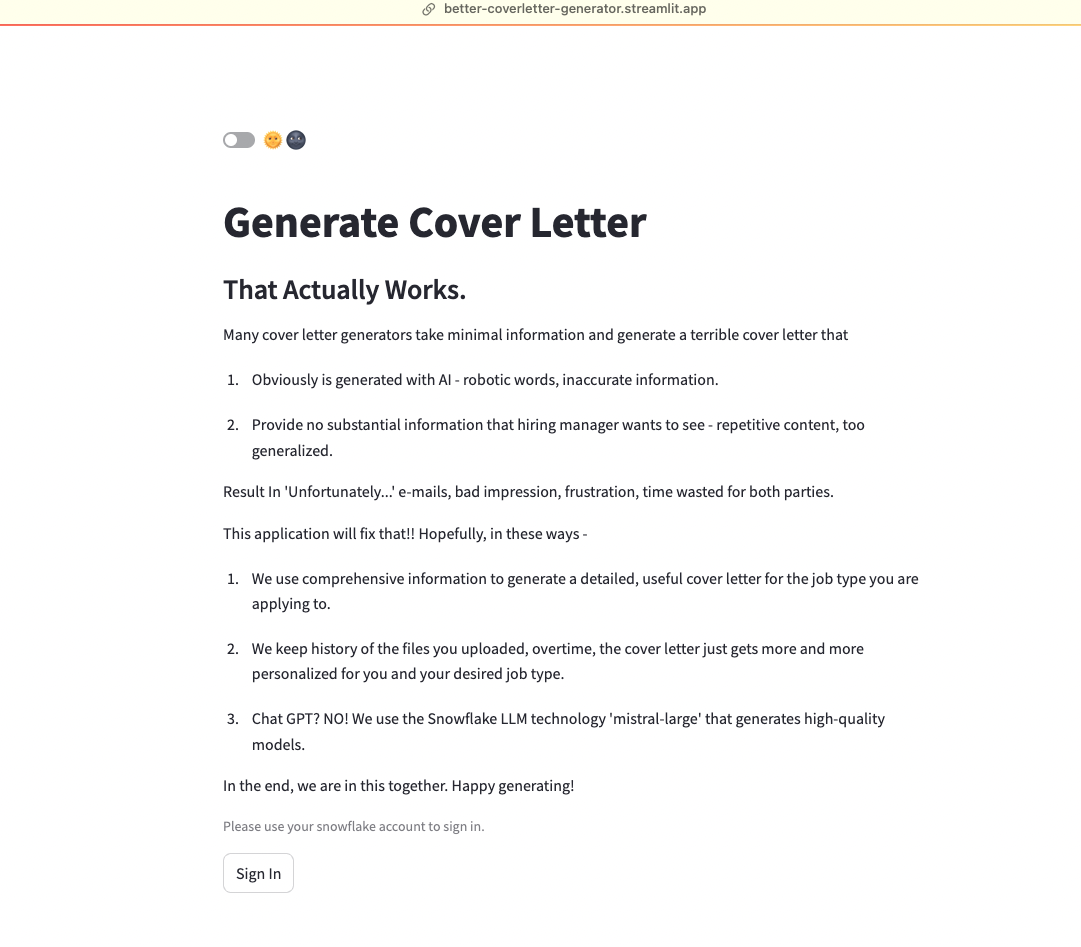 better-coverletter-generator.streamlit.app
Generate Cover Letter
That Actually Works.
Many cover letter generators take minimal information and generate a terrible cover letter that
1. Obviously is generated with AI - robotic words, inaccurate information.
2. Provide no substantial information that hiring manager wants to see - repetitive content, too
generalized.
Result In 'Unfortunately...' e-mails, bad impression, frustration, time wasted for both parties.
This application will fix that!! Hopefully, in these ways -
1. We use comprehensive information to generate a detailed, useful cover letter for the job type you are
applying to.
2. We keep history of the files you uploaded, overtime, the cover letter just gets more and more
personalized for you and your desired job type.
3. Chat GPT? NO! We use the Snowflake LLM technology 'mistral-large' that generates high-quality
models.
In the end, we are in this together. Happy generating!
Please use your snowflake account to sign in.
Sign In